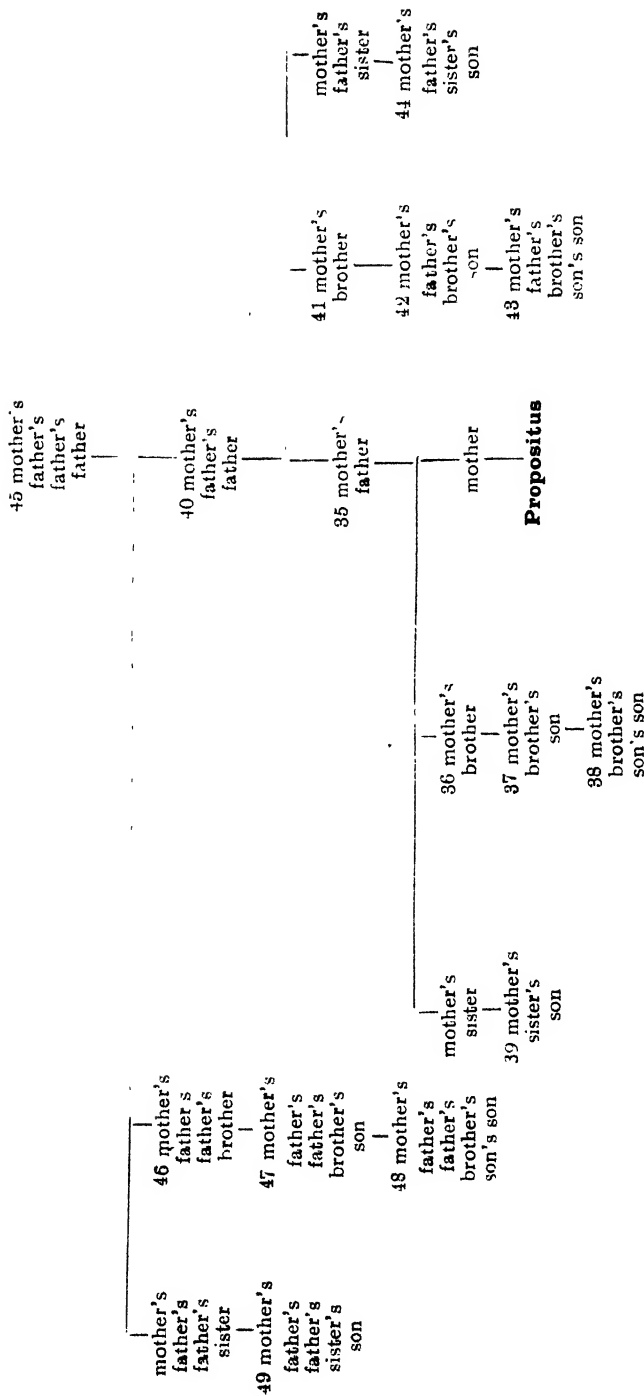 45 mother's
father's
father's
father
mother's
father's
father's
sister
49 mother's
father's
father's
sister's
son
46 mother's
father s
father's
brother
47 mother's
father's
father's
brother's
son
48 mother's
father's
father's
brother's
son's son
40 mother's
father's
father
35 mother's
father
41 mother's
brother
42 mother's
father's
brother's
son
43 mother's
father's
brother's
son's son
mother's
father's
sister
44 mother's
father's
sister's
son
mother's
sister
39 mother's
sister's
son
36 mother's
brother
37 mother's
brother's
son
38 mother's
brother's
son's son
mother
Propositus